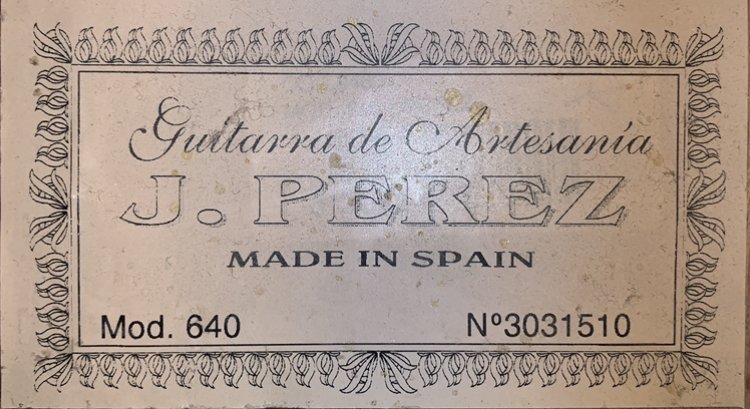 Guitarra de Artesanía
J. PEREZ
MADE IN SPAIN
Mod. 640 Nº3031510